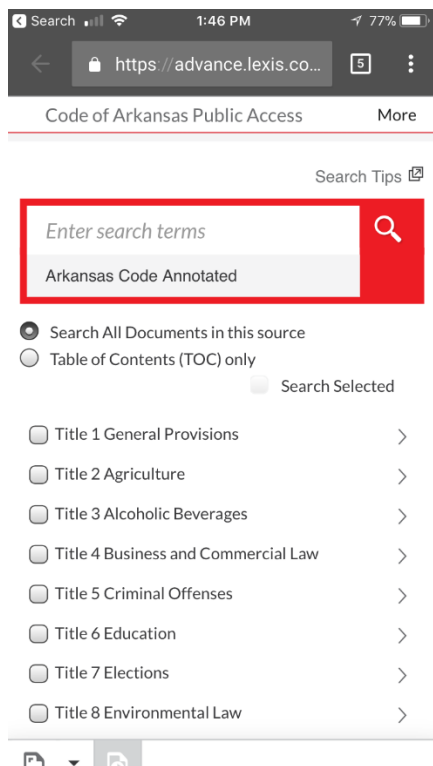 Search 1:46 PM 77%
https://advance.lexis.co... 5
Code of Arkansas Public Access More
Search Tips
Enter search terms
Arkansas Code Annotated
Search All Documents in this source
Table of Contents (TOC) only
Search Selected
Title 1 General Provisions
Title 2 Agriculture
Title 3 Alcoholic Beverages
Title 4 Business and Commercial Law
Title 5 Criminal Offenses
Title 6 Education
Title 7 Elections
Title 8 Environmental Law